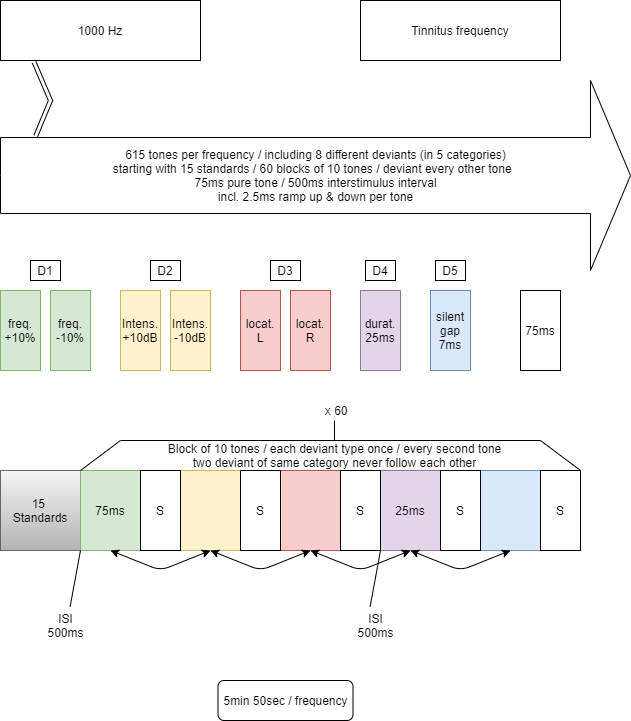 1000 Hz
Tinnitus frequency
615 tones per frequency / including 8 different deviants (in 5 categories)
starting with 15 standards / 60 blocks of 10 tones / deviant every other tone
75ms pure tone / 500ms interstimulus interval
incl. 2.5ms ramp up & down per tone
D1
D2
D3
D4
D5
freq.
+10%
freq.
-10%
Intens.
+10dB
Intens.
-10dB
locat.
L
locat.
R
durat.
25ms
silent
gap
7ms
75ms
x 60
Block of 10 tones / each deviant type once / every second tone
two deviant of same category never follow each other
15
Standards
75ms
S
S
S
25ms
S
S
ISI
500ms
ISI
500ms
5min 50sec / frequency